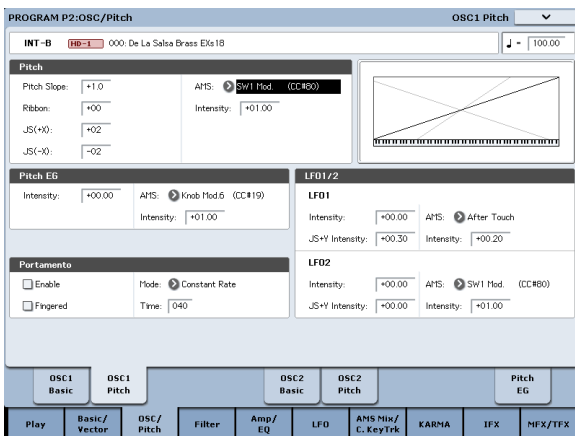 PROGRAM P2:OSC/Pitch OSC1 Pitch
INT-B HD-1 000: De La Salsa Brass EXs18 ♩ = 100.00
Pitch
Pitch Slope: +1.0 AMS: SW1 Mod. (CC#80)
Ribbon: +00 Intensity: +01.00
JS(+X): +02
JS(-X): -02
Pitch EG
Intensity: +00.00 AMS: Knob Mod.6 (CC#19)
Intensity: +01.00
LFO1/2
LFO1
Intensity: +00.00 AMS: After Touch
JS+Y Intensity: +00.30 Intensity: +00.20
Portamento
Enable Mode: Constant Rate
Fingered Time: 040
LFO2
Intensity: +00.00 AMS: SW1 Mod. (CC#80)
JS+Y Intensity: +00.00 Intensity: +01.00
OSC1 Basic
OSC1 Pitch
OSC2 Basic
OSC2 Pitch
Pitch EG
Play
Basic/ Vector
OSC/ Pitch
Filter
Amp/ EQ
LFO
AMS Mix/ C. KeyTrk
KARMA
IFX
MFX/TFX